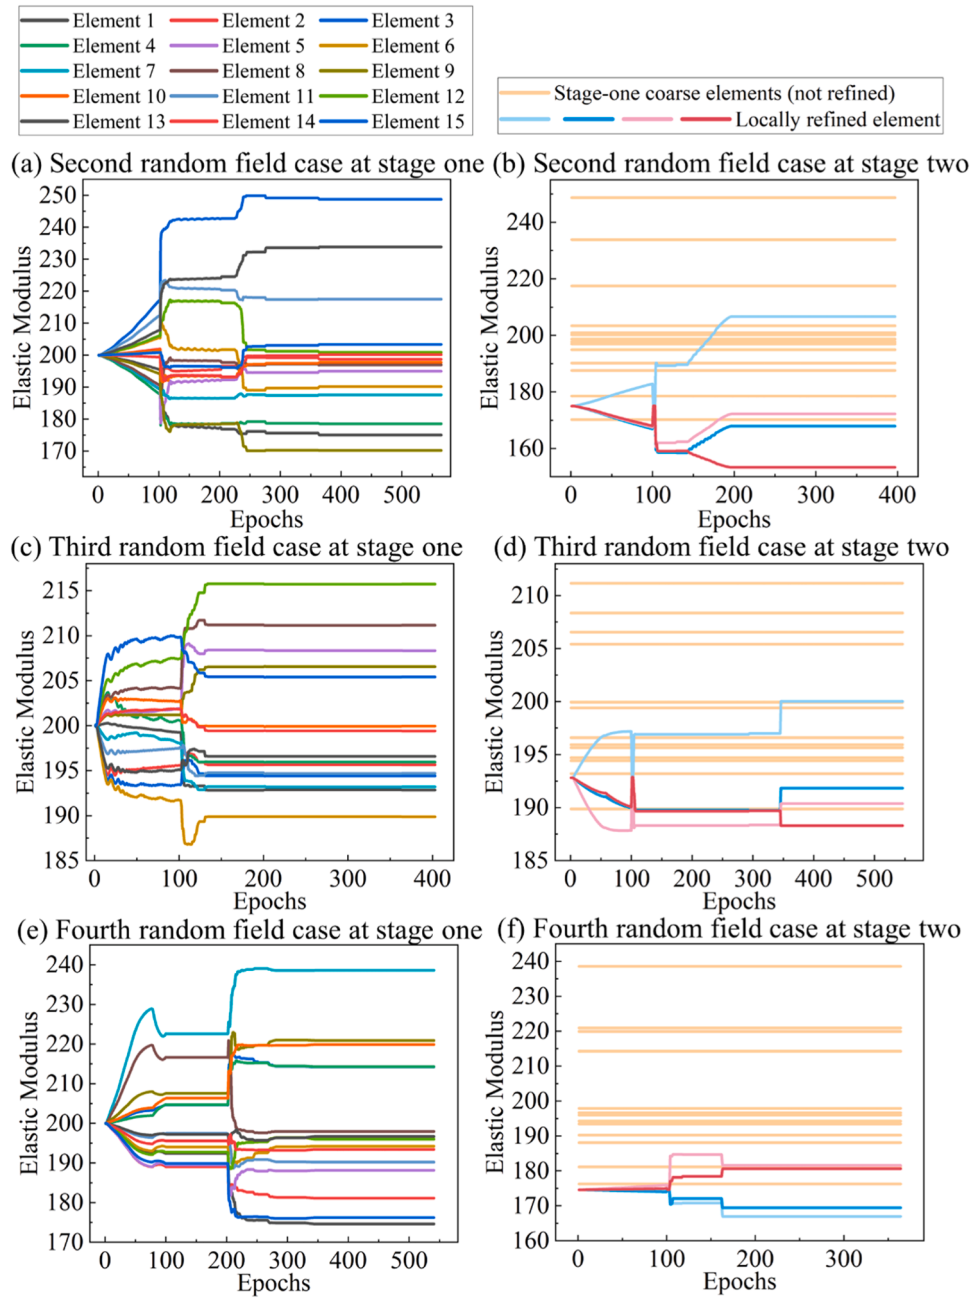 Element 1 Element 2 Element 3
Element 4 Element 5 Element 6
Element 7 Element 8 Element 9
Element 10 Element 11 Element 12
Element 13 Element 14 Element 15
Stage-one coarse elements (not refined)
Locally refined element
(a) Second random field case at stage one
250
240
230
220
210
200
190
180
170
Elastic Modulus
0 100 200 300 400 500
Epochs
(b) Second random field case at stage two
240
220
200
180
160
Elastic Modulus
0 100 200 300 400
Epochs
(c) Third random field case at stage one
215
210
205
200
195
190
185
Elastic Modulus
0 100 200 300 400
Epochs
(d) Third random field case at stage two
210
205
200
195
190
185
Elastic Modulus
0 100 200 300 400 500
Epochs
(e) Fourth random field case at stage one
240
230
220
210
200
190
180
170
Elastic Modulus
0 100 200 300 400 500
Epochs
(f) Fourth random field case at stage two
240
230
220
210
200
190
180
170
160
Elastic Modulus
0 100 200 300 400
Epochs